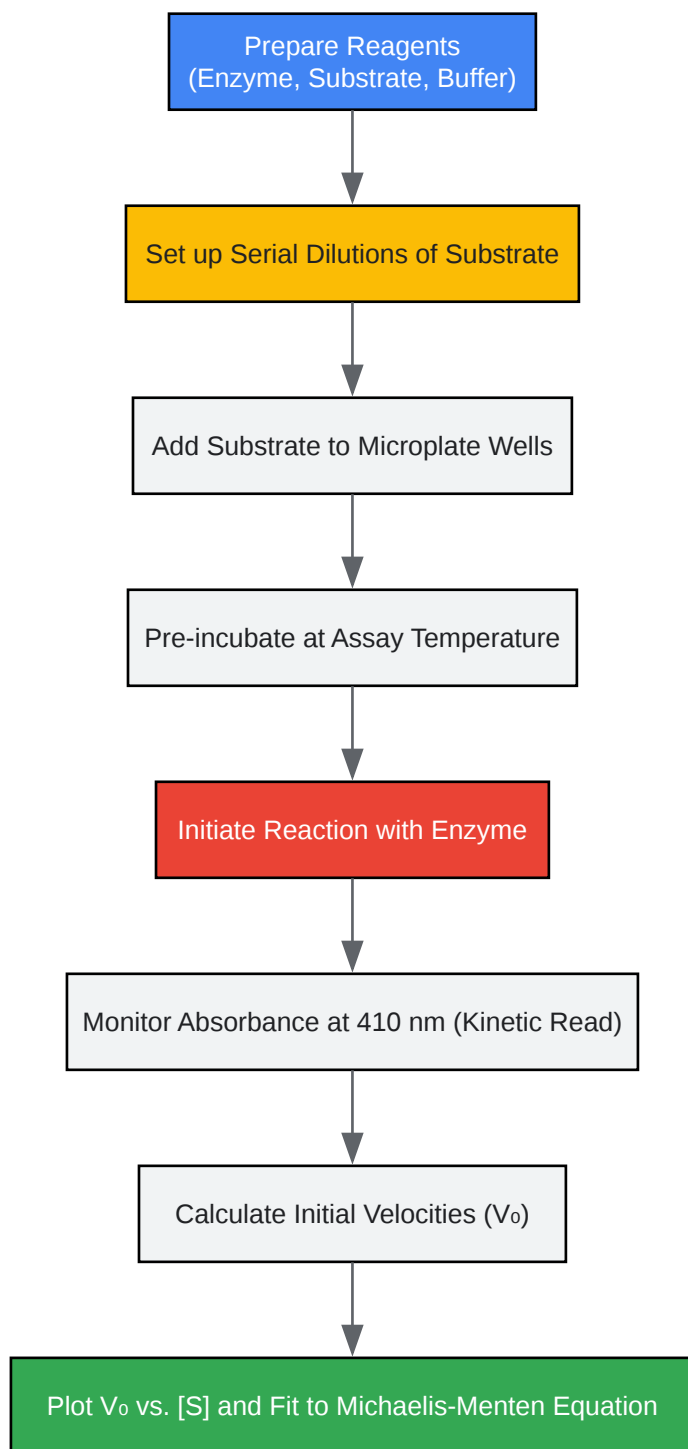 Prepare Reagents
(Enzyme, Substrate, Buffer)
Set up Serial Dilutions of Substrate
Add Substrate to Microplate Wells
Pre-incubate at Assay Temperature
Initiate Reaction with Enzyme
Monitor Absorbance at 410 nm (Kinetic Read)
Calculate Initial Velocities (V₀)
Plot V₀ vs. [S] and Fit to Michaelis-Menten Equation